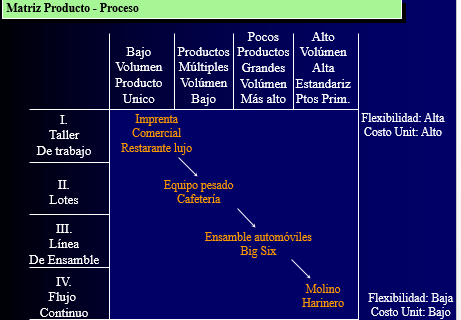 Matriz Producto - Proceso
Bajo
Volumen
Producto
Unico
Productos
Múltiples
Volúmen
Bajo
Pocos
Productos
Grandes
Volúmen
Más alto
Alto
Volúmen
Alta
Estandariz
Ptos Prim.
I.
Taller
De trabajo
Imprenta
Comercial
Restarante lujo
Flexibilidad: Alta
Costo Unit: Alto
II.
Lotes
Equipo pesado
Cafetería
III.
Línea
De Ensamble
Ensamble automóviles
Big Six
IV.
Flujo
Continuo
Molino
Harinero
Flexibilidad: Baja
Costo Unit: Bajo